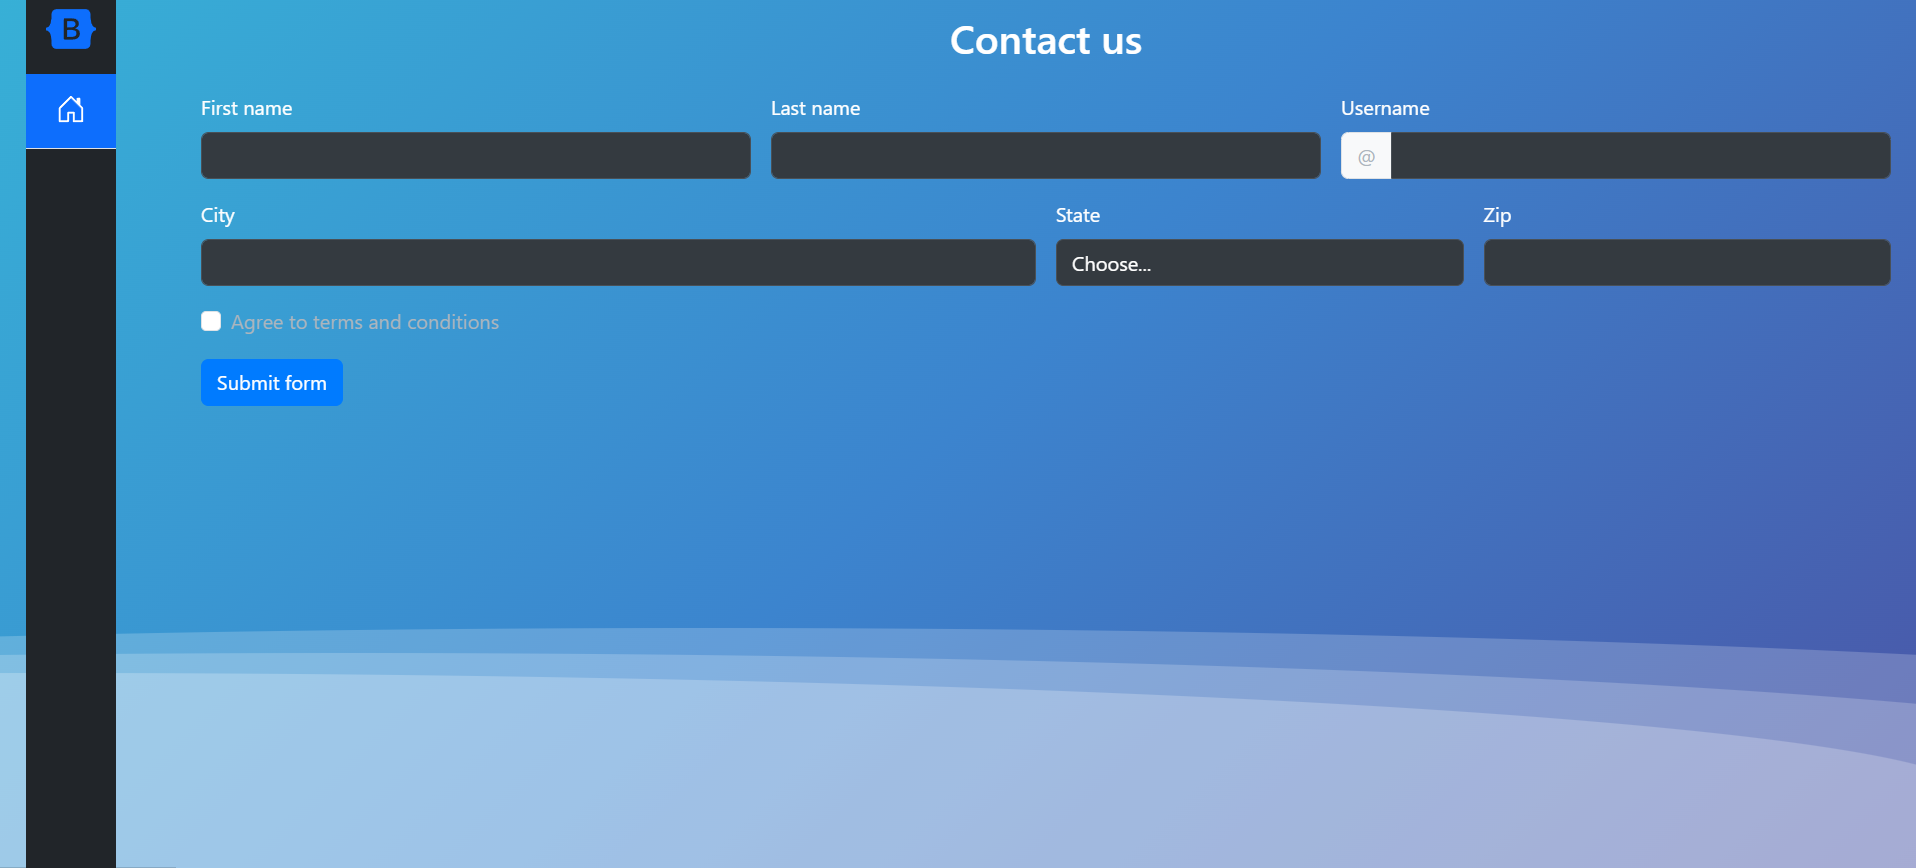 B
Contact us
First name Last name Username
@
City State Zip
Choose...
Agree to terms and conditions
Submit form